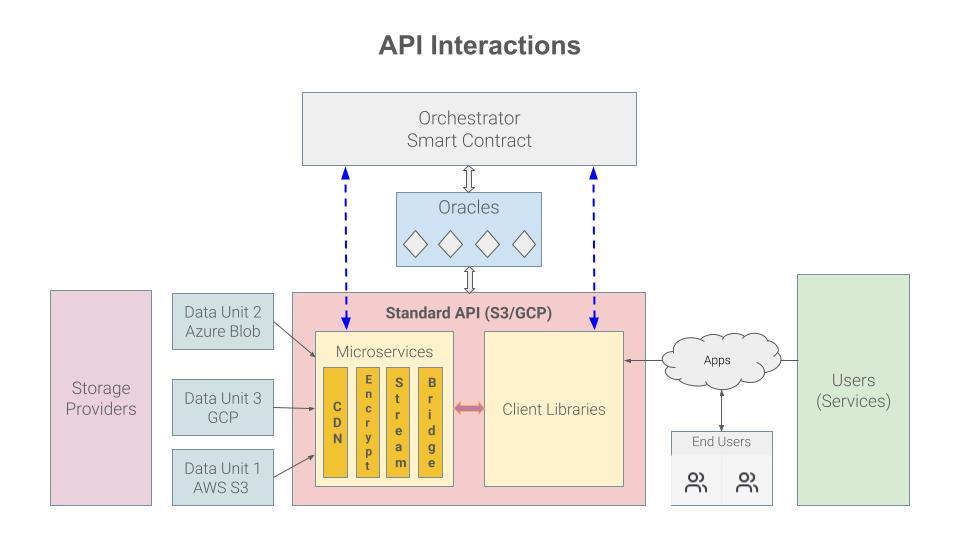 API Interactions
Orchestrator
Smart Contract
Oracles
Standard API (S3/GCP)
Storage
Providers
Data Unit 2
Azure Blob
Data Unit 3
GCP
Data Unit 1
AWS S3
Microservices
CDN
Encrypt
Stream
Bridge
Client Libraries
Apps
End Users
Users
(Services)